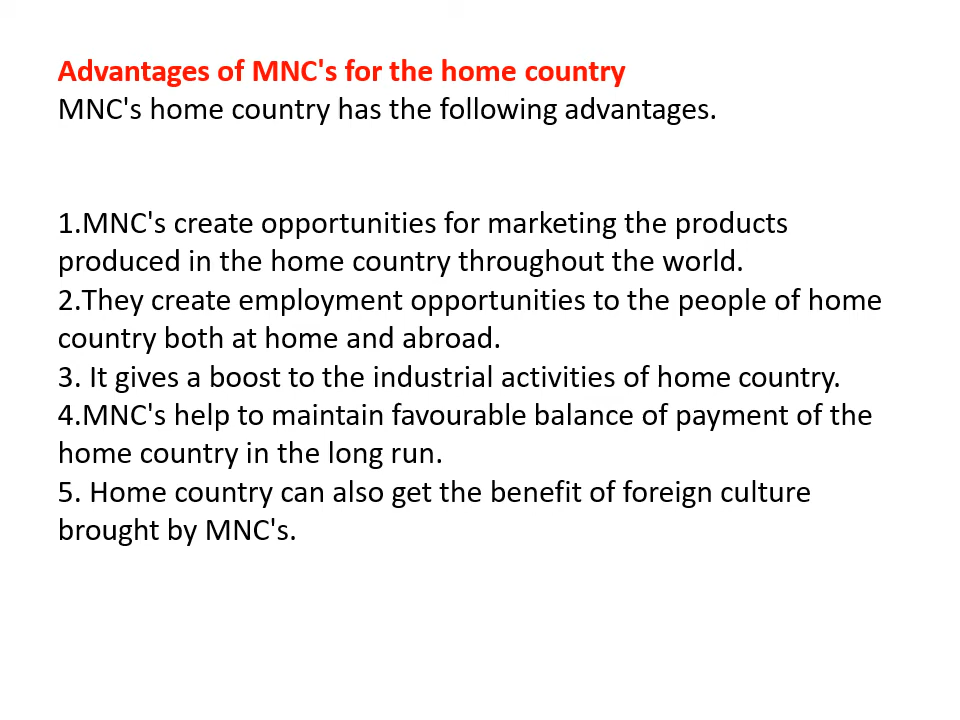 Advantages of MNC's for the home country
MNC's home country has the following advantages.
1.MNC's create opportunities for marketing the products
produced in the home country throughout the world.
2.They create employment opportunities to the people of home
country both at home and abroad.
3. It gives a boost to the industrial activities of home country.
4.MNC's help to maintain favourable balance of payment of the
home country in the long run.
5. Home country can also get the benefit of foreign culture
brought by MNC's.